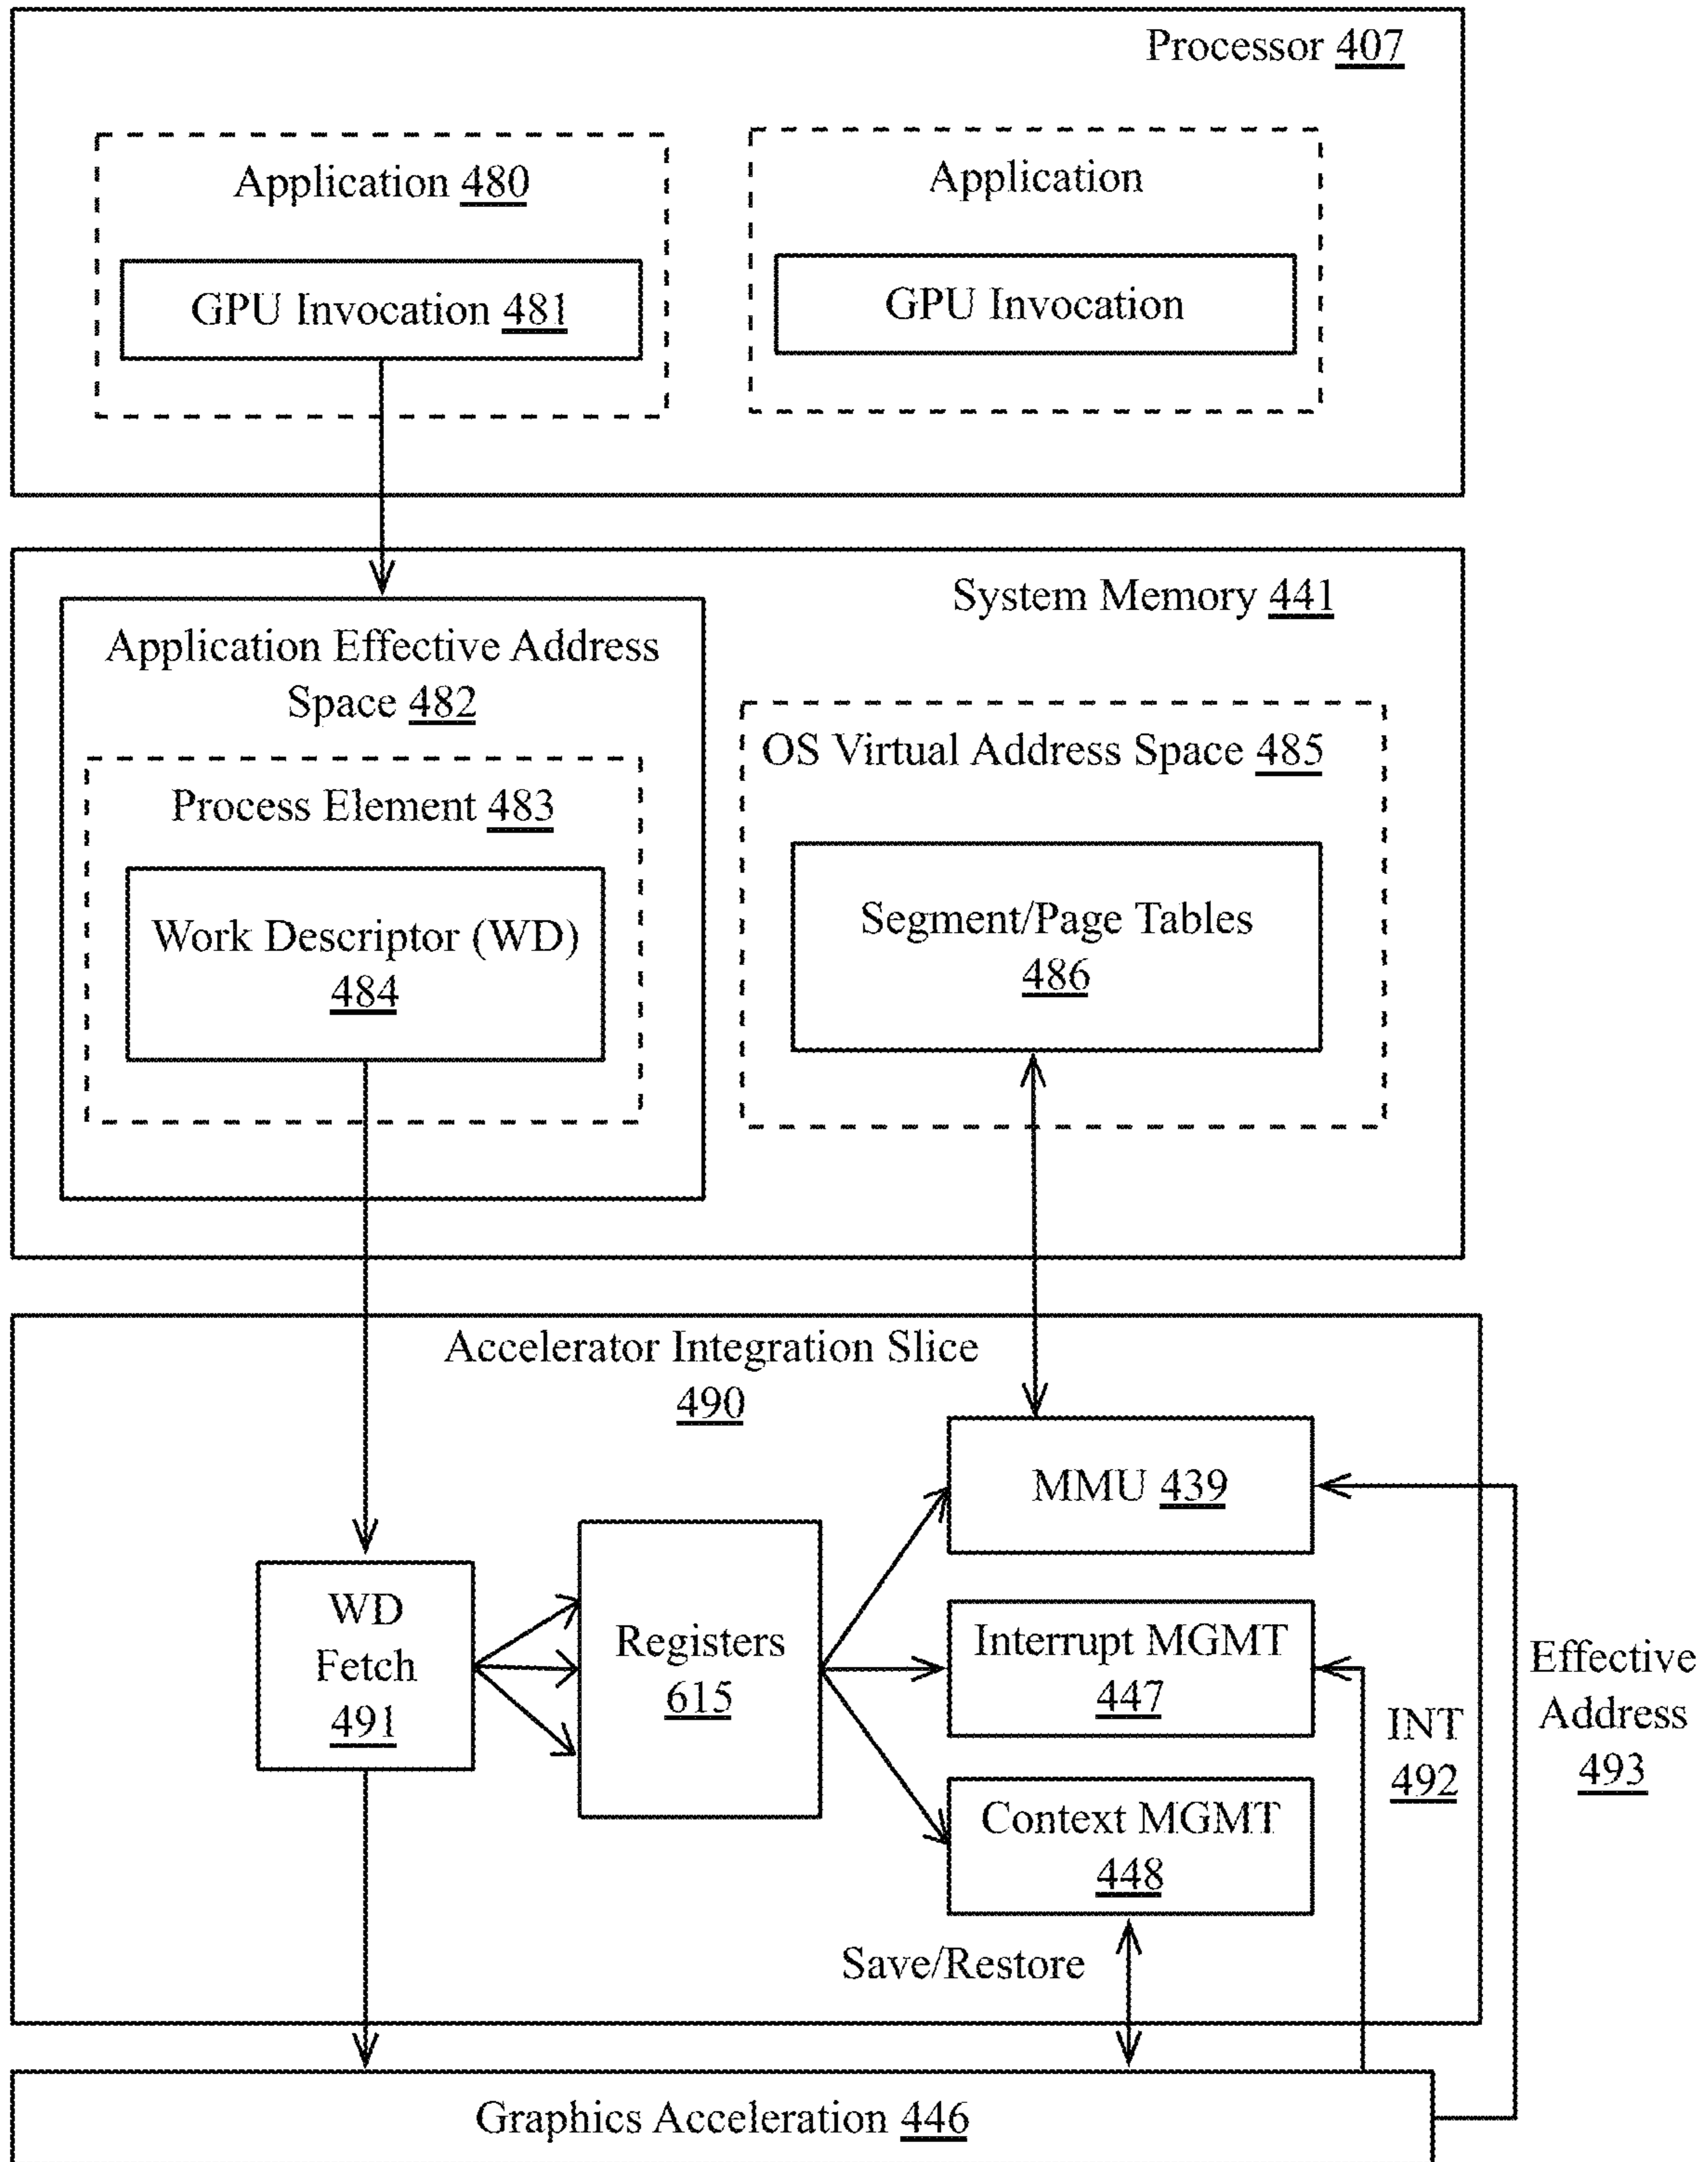 Processor 407
Application 480
GPU Invocation 481
Application
GPU Invocation
System Memory 441
Application Effective Address
Space 482
Process Element 483
Work Descriptor (WD)
484
OS Virtual Address Space 485
Segment/Page Tables
486
Accelerator Integration Slice
490
MMU 439
WD
Fetch
491
Registers
615
Interrupt MGMT
447
Context MGMT
448
INT
492
Effective
Address
493
Save/Restore
Graphics Acceleration 446